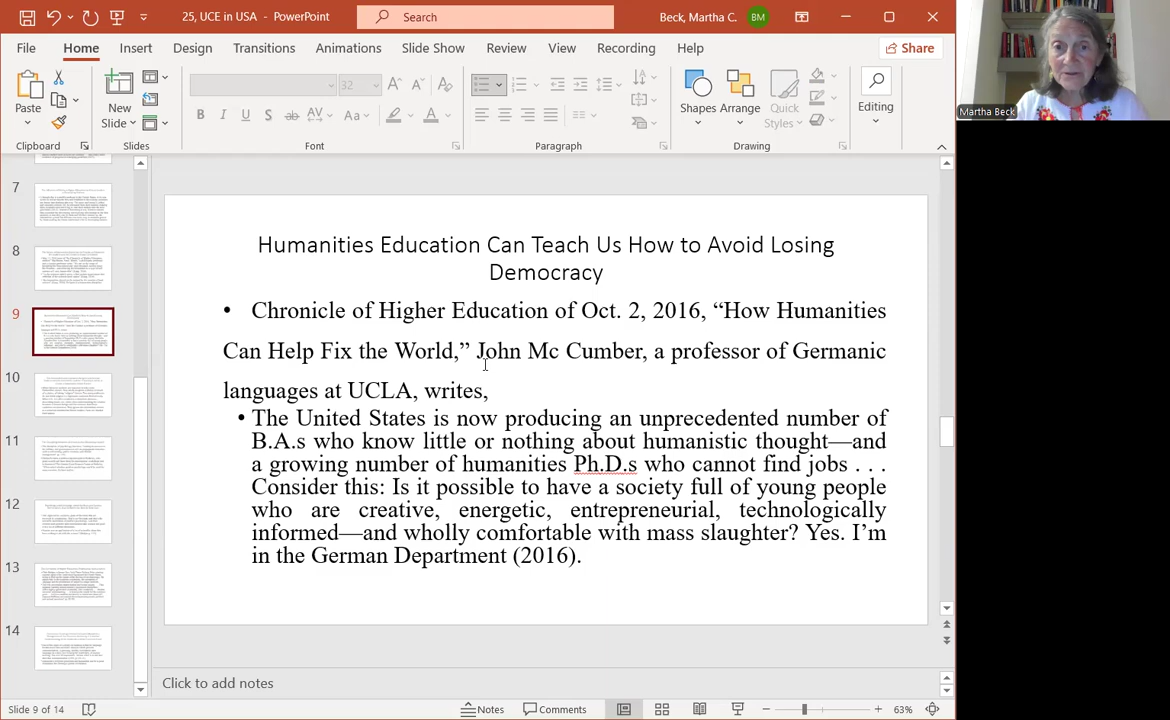 25, UCE in USA - PowerPoint
Search
Beck, Martha C.
BM
File
Home
Insert
Design
Transitions
Animations
Slide Show
Review
View
Recording
Help
Share
Paste
New
Slide
32
B I U S ab AV Aa A
Shapes
Arrange
Quick
Styles
Editing
Clipboard
Slides
Font
Paragraph
Drawing
Martha Beck
7
8
9
10
11
12
13
14
Humanities Education Can Teach Us How to Avoid Losing
Democracy
• Chronicle of Higher Education of Oct. 2, 2016, “How Humanities
Can Help Fix the World,” John Mc Cumber, a professor of Germanic
languages at UCLA, writes,
• The United States is now producing an unprecedented number of
B.A.s who know little or nothing about humanistic thought—and
a growing number of humanities Ph.D.s who cannot find jobs . . .
Consider this: Is it possible to have a society full of young people
who are creative, energetic, entrepreneurial, technologically
informed—and wholly comfortable with mass slaughter? Yes. I’m
in the German Department (2016).
Click to add notes
Slide 9 of 14
Notes
Comments
63%